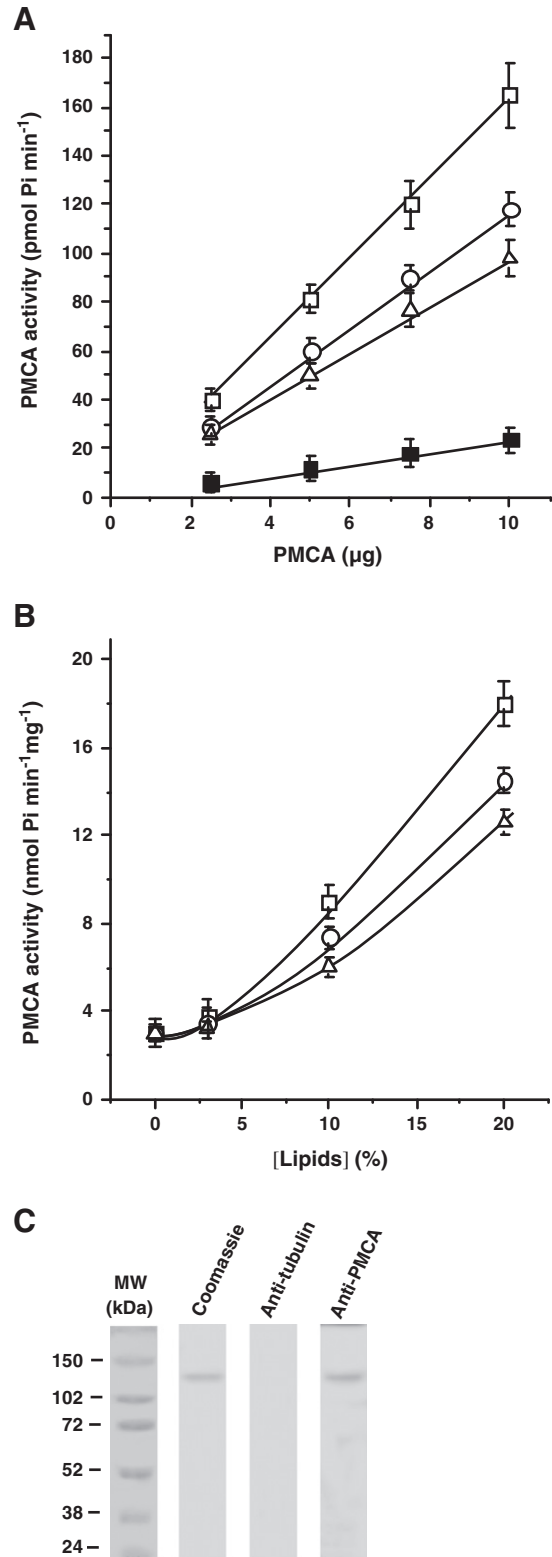 A
180
160
140
120
100
80
60
40
20
0
PMCA activity (pmol Pi min⁻¹)
0 2 4 6 8 10
PMCA (µg)
B
20
16
12
8
4
0
PMCA activity (nmol Pi min⁻¹mg⁻¹)
0 5 10 15 20
[Lipids] (%)
C
MW
(kDa)
Coomassie
Anti-tubulin
Anti-PMCA
150
102
72
52
38
24